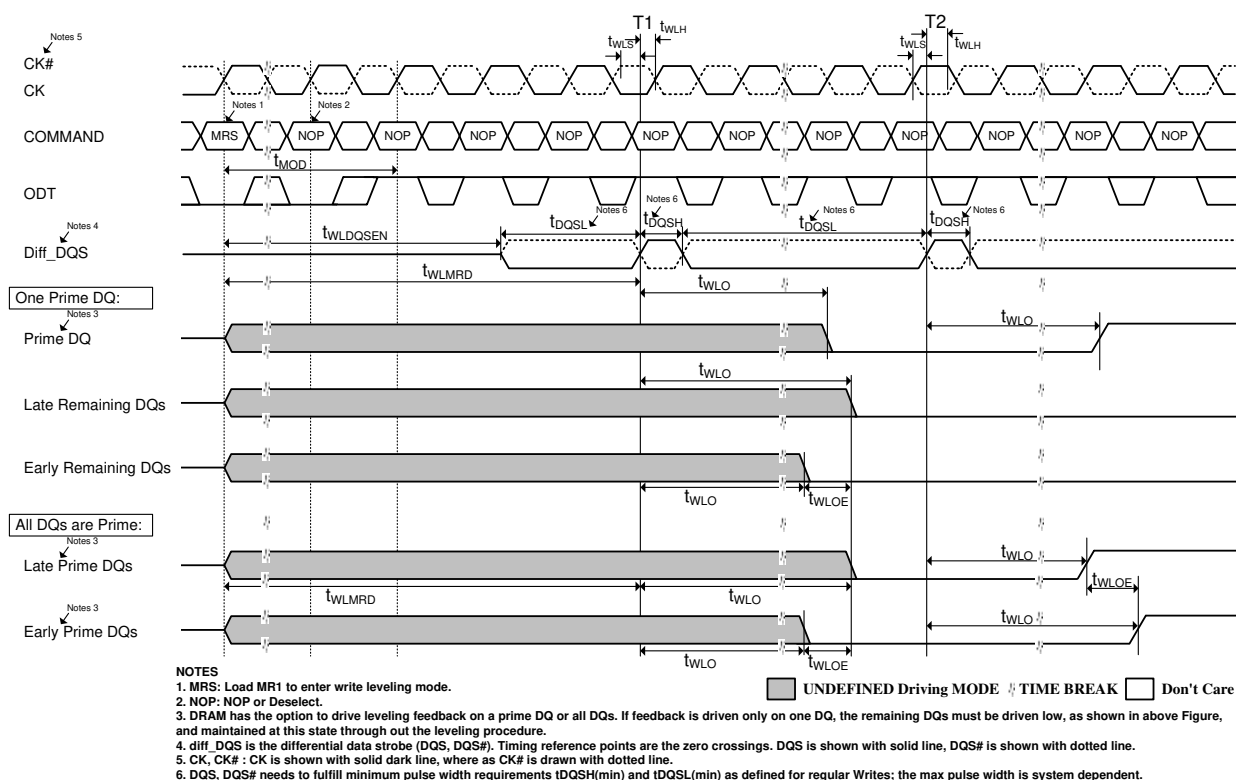 T1
T2
tWLS
tWLH
tWLS
tWLH
Notes 5
CK#
CK
Notes 1
Notes 2
COMMAND
MRS NOP NOP NOP NOP NOP NOP NOP NOP NOP NOP NOP
tMOD
ODT
Notes 6
Notes 6
Notes 6
Notes 6
tDQSL
tDQSH
tDQSL
tDQSH
Notes 4
tWLDQSEN
Diff_DQS
tWLMRD
tWLO
One Prime DQ:
Notes 3
tWLO
Prime DQ
tWLO
Late Remaining DQs
Early Remaining DQs
tWLO
tWLOE
All DQs are Prime:
Notes 3
tWLO
Late Prime DQs
tWLOE
tWLMRD
tWLO
Notes 3
tWLO
Early Prime DQs
tWLO
tWLOE
NOTES
1. MRS: Load MR1 to enter write leveling mode.
UNDEFINED Driving MODE TIME BREAK Don't Care
2. NOP: NOP or Deselect.
3. DRAM has the option to drive leveling feedback on a prime DQ or all DQs. If feedback is driven only on one DQ, the remaining DQs must be driven low, as shown in above Figure,
and maintained at this state through out the leveling procedure.
4. diff_DQS is the differential data strobe (DQS, DQS#). Timing reference points are the zero crossings. DQS is shown with solid line, DQS# is shown with dotted line.
5. CK, CK# : CK is shown with solid dark line, where as CK# is drawn with dotted line.
6. DQS, DQS# needs to fulfill minimum pulse width requirements tDQSH(min) and tDQSL(min) as defined for regular Writes; the max pulse width is system dependent.